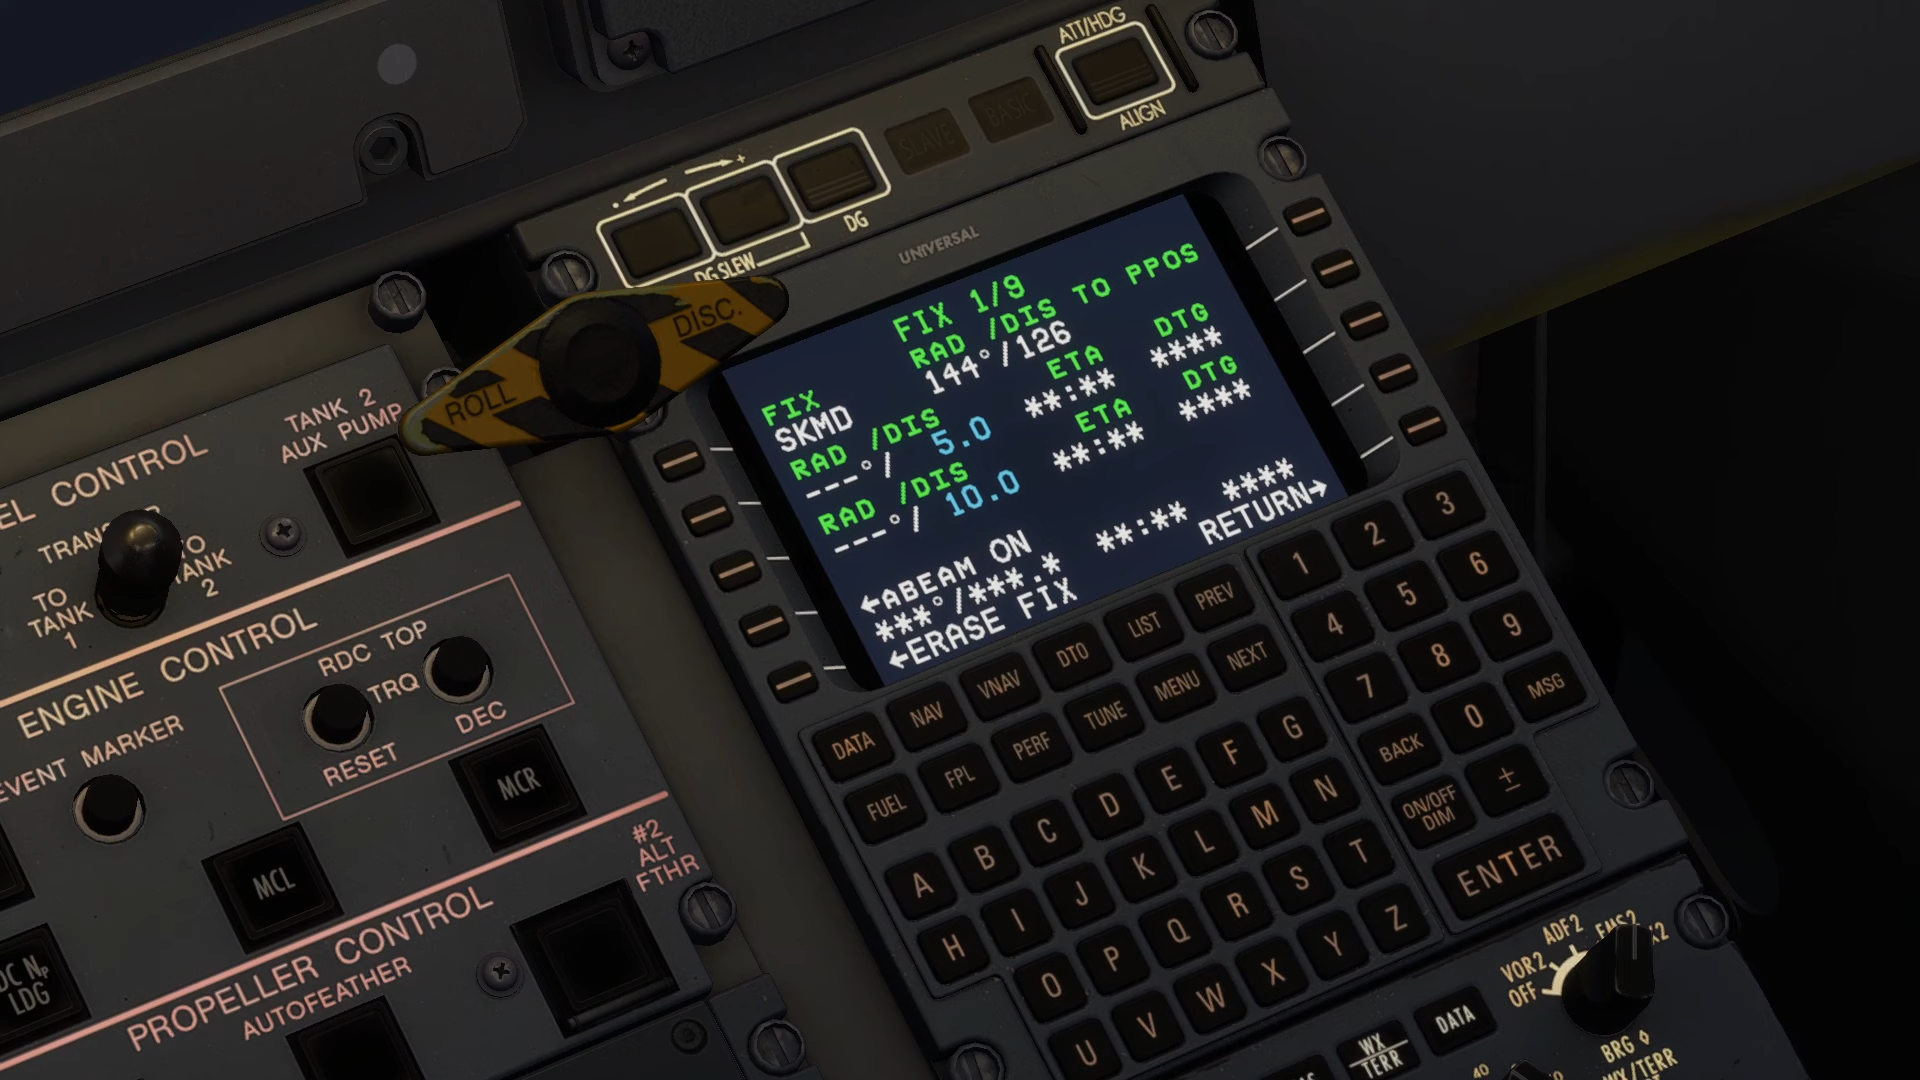 ATT/HDG
ALIGN
BASIC
SLAVE
DG
DG SLEW
- +
UNIVERSAL
FIX 1/9
RAD /DIS TO PPOS
FIX
SKMD 144°/126
RAD /DIS ETA DTG
---°/ 5.0 **:** ****
RAD /DIS ETA DTG
---°/ 10.0 **:** ****
←ABEAM ON
***°/***.* **:** ****
←ERASE FIX RETURN→
ROLL DISC.
TANK 2
AUX PUMP
EL CONTROL
TO
TANK
1
TANK
2
ENGINE CONTROL
EVENT MARKER
RDC TOP
TRQ
RESET
DEC
MCR
MCL
#2
ALT
FTHR
PROPELLER CONTROL
AUTOFEATHER
LDG
DATA NAV VNAV DTO LIST PREV
FUEL FPL PERF TUNE MENU NEXT
1 2 3
4 5 6
7 8 9
BACK 0 MSG
ON/OFF
DIM
±
ENTER
A B C D E F G
H I J K L M N
O P Q R S T
U V W X Y Z
ADF2
VOR2
OFF
DATA
WX
TERR
BRG ◊
WX/TERR
40